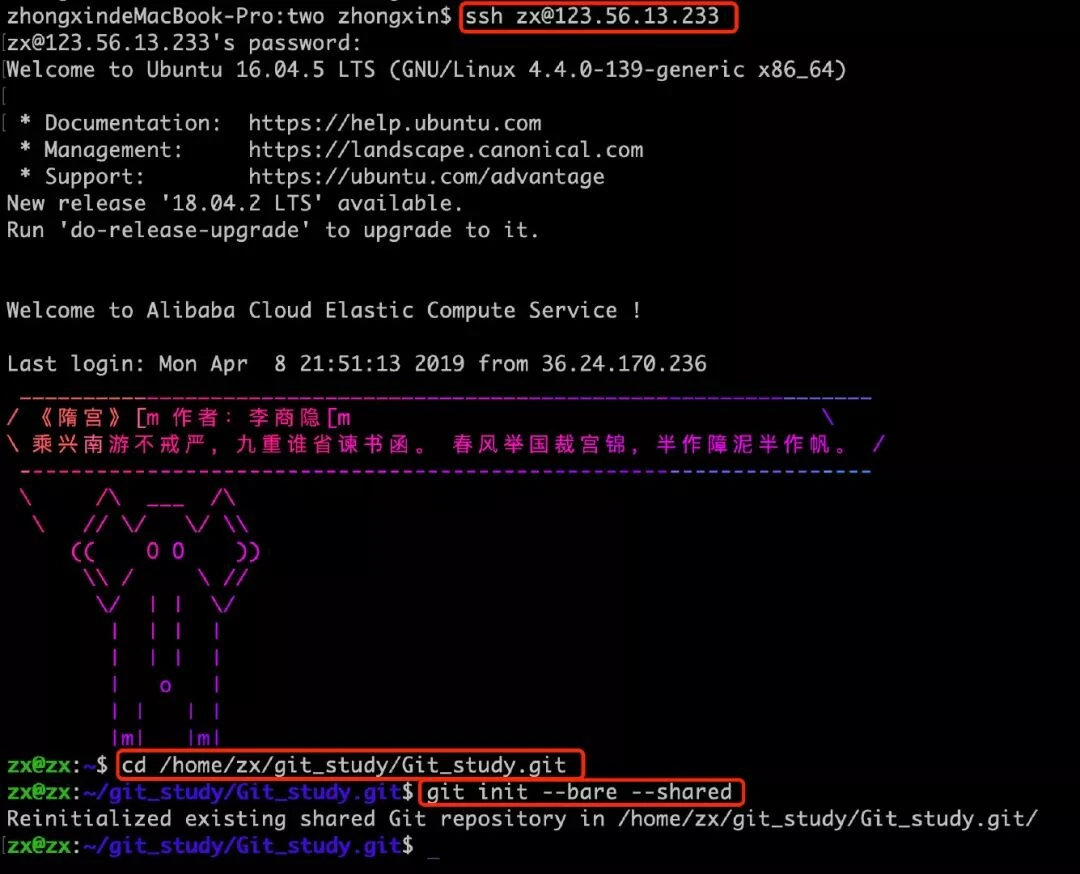 zhongxindeMacBook-Pro:two zhongxin$ ssh zx@123.56.13.233
zx@123.56.13.233's password:
Welcome to Ubuntu 16.04.5 LTS (GNU/Linux 4.4.0-139-generic x86_64)
* Documentation:  https://help.ubuntu.com
* Management:     https://landscape.canonical.com
* Support:        https://ubuntu.com/advantage
New release '18.04.2 LTS' available.
Run 'do-release-upgrade' to upgrade to it.
Welcome to Alibaba Cloud Elastic Compute Service !
Last login: Mon Apr  8 21:51:13 2019 from 36.24.170.236
/ 《隋宫》[m 作者：李商隐[m \
\ 乘兴南游不戒严，九重谁省谏书函。 春风举国裁宫锦，半作障泥半作帆。 /
 \      /\  ___  /\
  \    // \/   \/ \\
      ((    O O    ))
       \\ /     \ //
        \/  | |  \/
         |  | |  |
         |  | |  |
         |   o   |
         | |   | |
         |m|   |m|
zx@zx:~$ cd /home/zx/git_study/Git_study.git
zx@zx:~/git_study/Git_study.git$ git init --bare --shared
Reinitialized existing shared Git repository in /home/zx/git_study/Git_study.git/
zx@zx:~/git_study/Git_study.git$ _